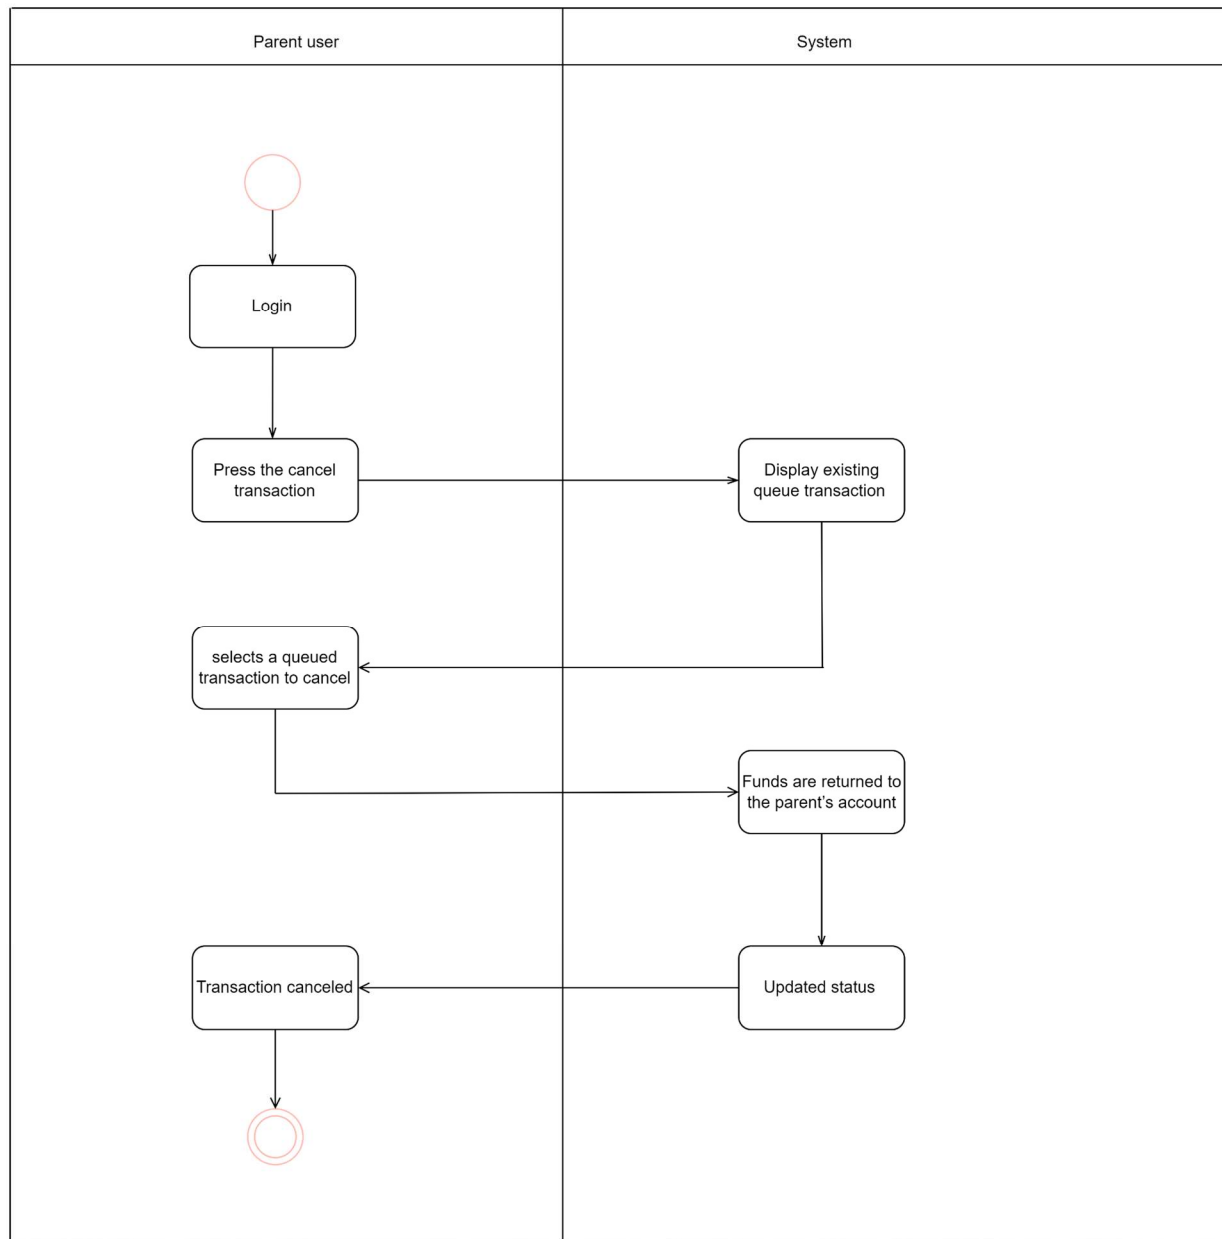 Parent user
System
Login
Press the cancel
transaction
Display existing
queue transaction
selects a queued
transaction to cancel
Funds are returned to
the parent’s account
Transaction canceled
Updated status